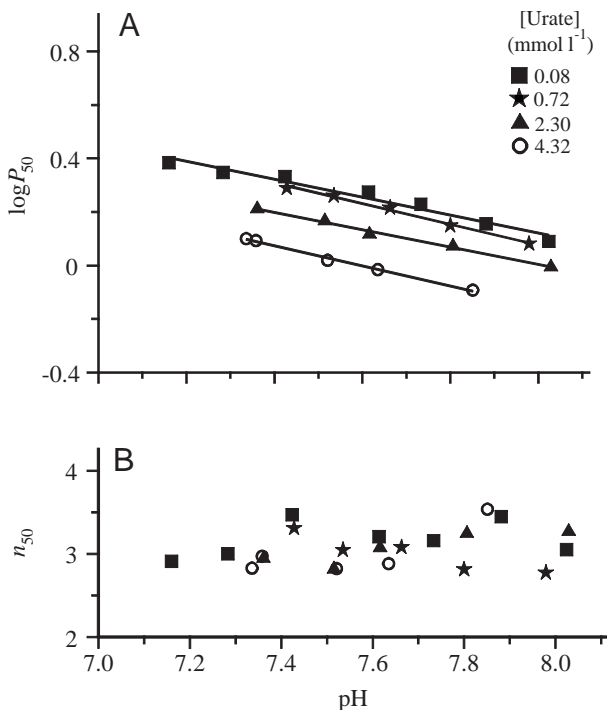 A
[Urate]
(mmol l⁻¹)
■ 0.08
★ 0.72
▲ 2.30
○ 4.32
0.8
0.4
0
-0.4
logP₅₀
B
4
3
2
n₅₀
7.0 7.2 7.4 7.6 7.8 8.0
pH